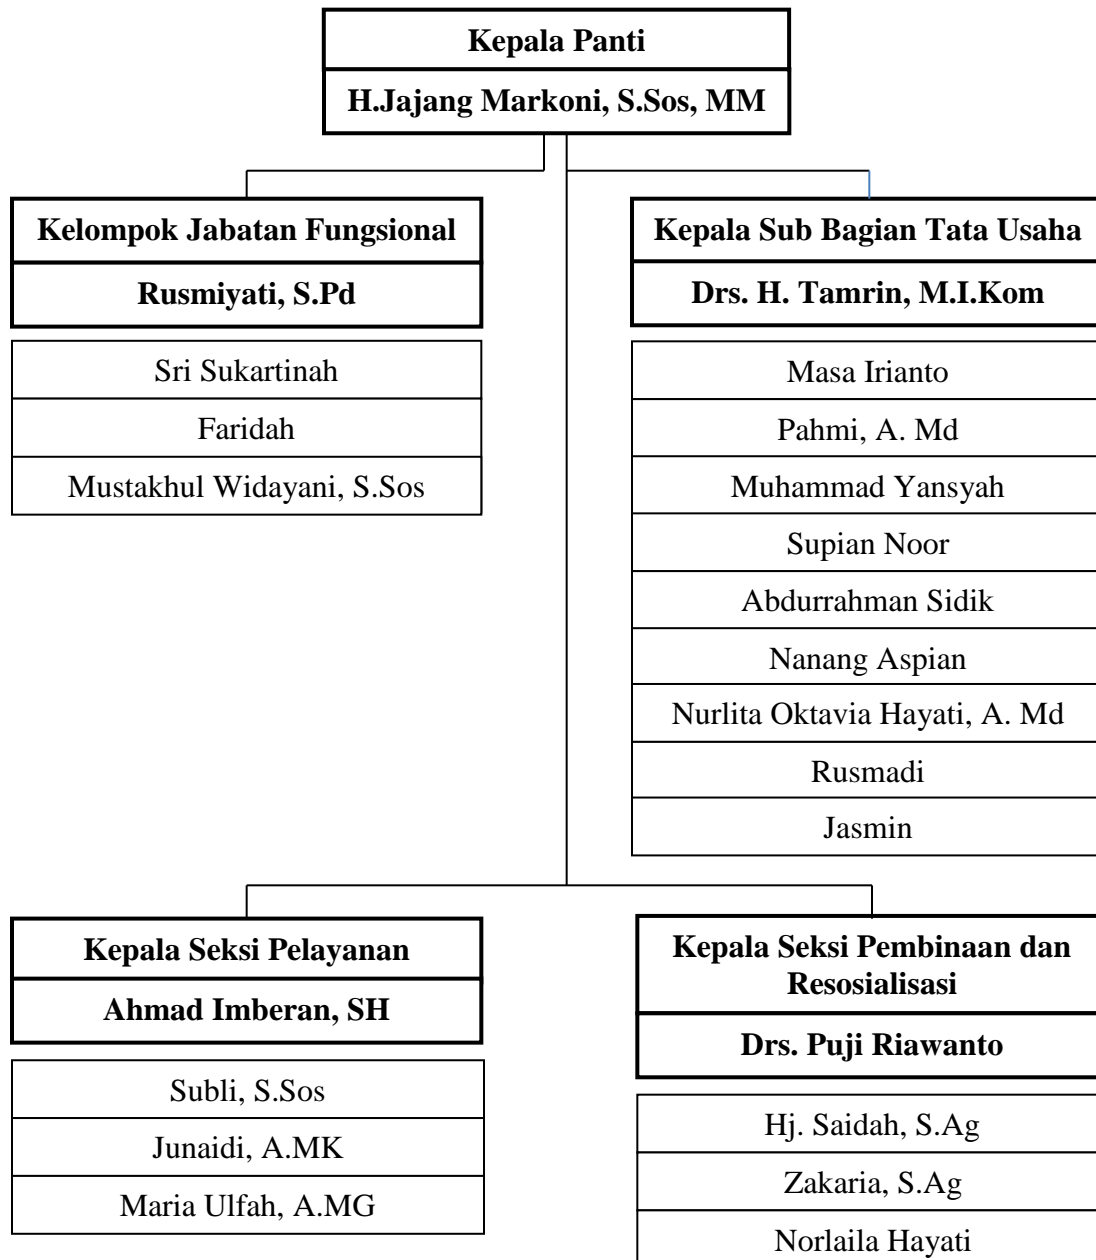 Kepala Panti
H.Jajang Markoni, S.Sos, MM
Kelompok Jabatan Fungsional
Rusmiyati, S.Pd
Sri Sukartinah
Faridah
Mustakhul Widayani, S.Sos
Kepala Sub Bagian Tata Usaha
Drs. H. Tamrin, M.I.Kom
Masa Irianto
Pahmi, A. Md
Muhammad Yansyah
Supian Noor
Abdurrahman Sidik
Nanang Aspian
Nurlita Oktavia Hayati, A. Md
Rusmadi
Jasmin
Kepala Seksi Pelayanan
Ahmad Imberan, SH
Subli, S.Sos
Junaidi, A.MK
Maria Ulfah, A.MG
Kepala Seksi Pembinaan dan
Resosialisasi
Drs. Puji Riawanto
Hj. Saidah, S.Ag
Zakaria, S.Ag
Norlaila Hayati